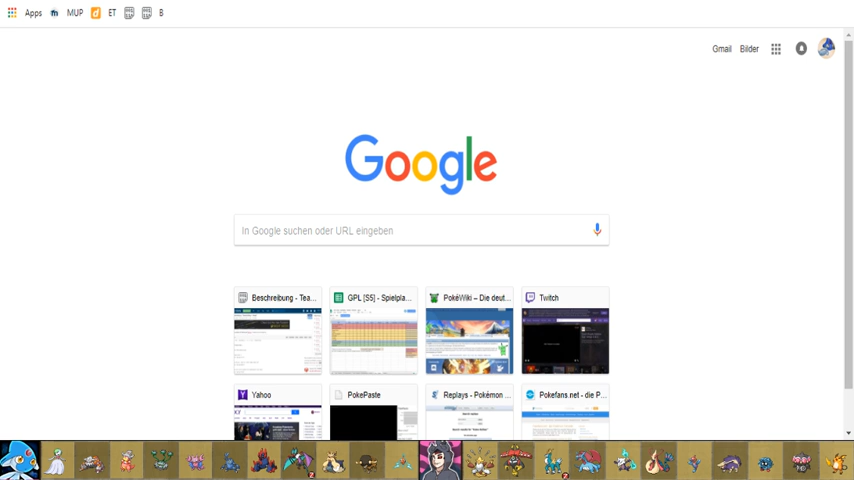 Apps MUP ET B
Gmail Bilder
Google
In Google suchen oder URL eingeben
Beschreibung - Tea... GPL [S5] - Spielpla... PokéWiki – Die deut... Twitch
Yahoo PokePaste Replays - Pokémon ... Pokefans.net - die P...